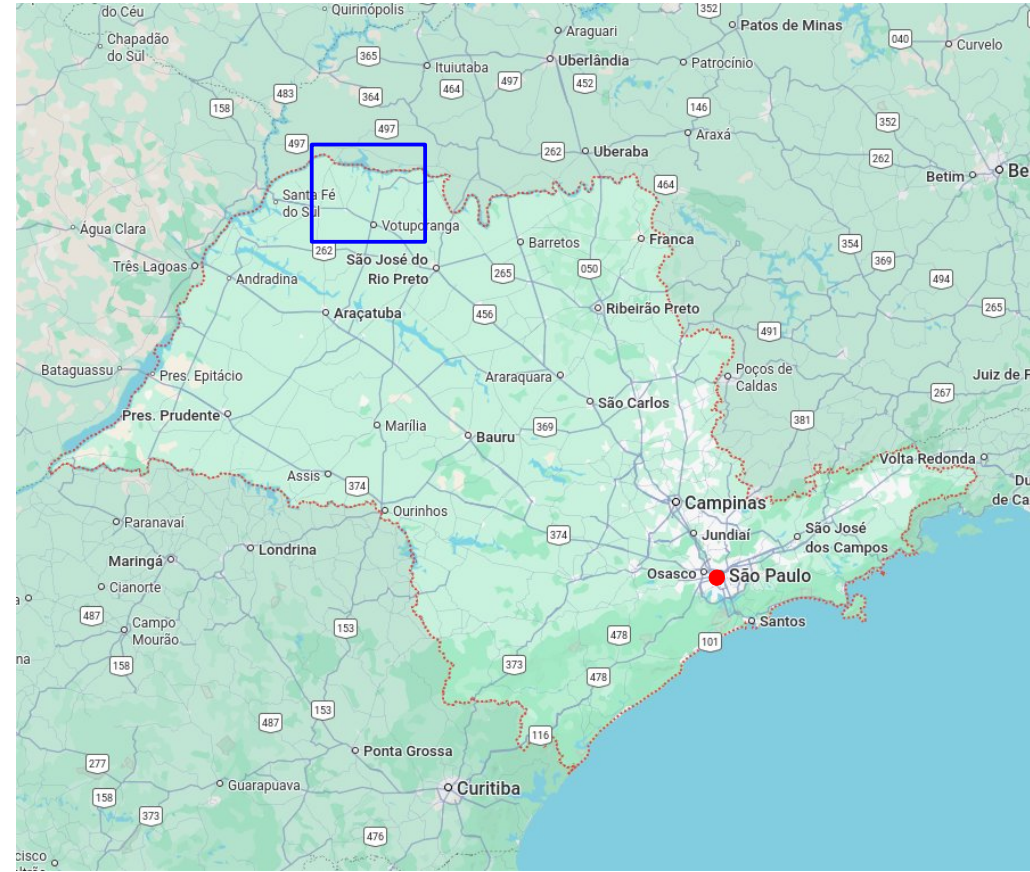 do Céu
Quirinópolis
352
Patos de Minas
Araguari
Chapadão
do Sul
040
Curvelo
365
Ituiutaba
Uberlândia
Patrocínio
497
464
452
483
364
158
146
352
497
497
Araxá
262
Uberaba
262
Betim
Be
464
Santa Fé
do Sul
Água Clara
Votuporanga
Barretos
Franca
354
262
São José do
Rio Preto
369
Três Lagoas
Andradina
265
050
494
Araçatuba
456
Ribeirão Preto
265
491
Bataguassu
Pres. Epitácio
Araraquara
Poços de
Caldas
Juiz de F
267
São Carlos
Pres. Prudente
Marília
369
381
Bauru
Volta Redonda
Assis
374
Du
de Ca
Campinas
Ourinhos
Paranavaí
374
Jundiaí
São José
dos Campos
Londrina
Maringá
Osasco
São Paulo
Cianorte
487
Campo
Mourão
153
478
Santos
101
na
158
373
478
153
487
116
Ponta Grossa
277
Guarapuava
Curitiba
158
373
476
cisco